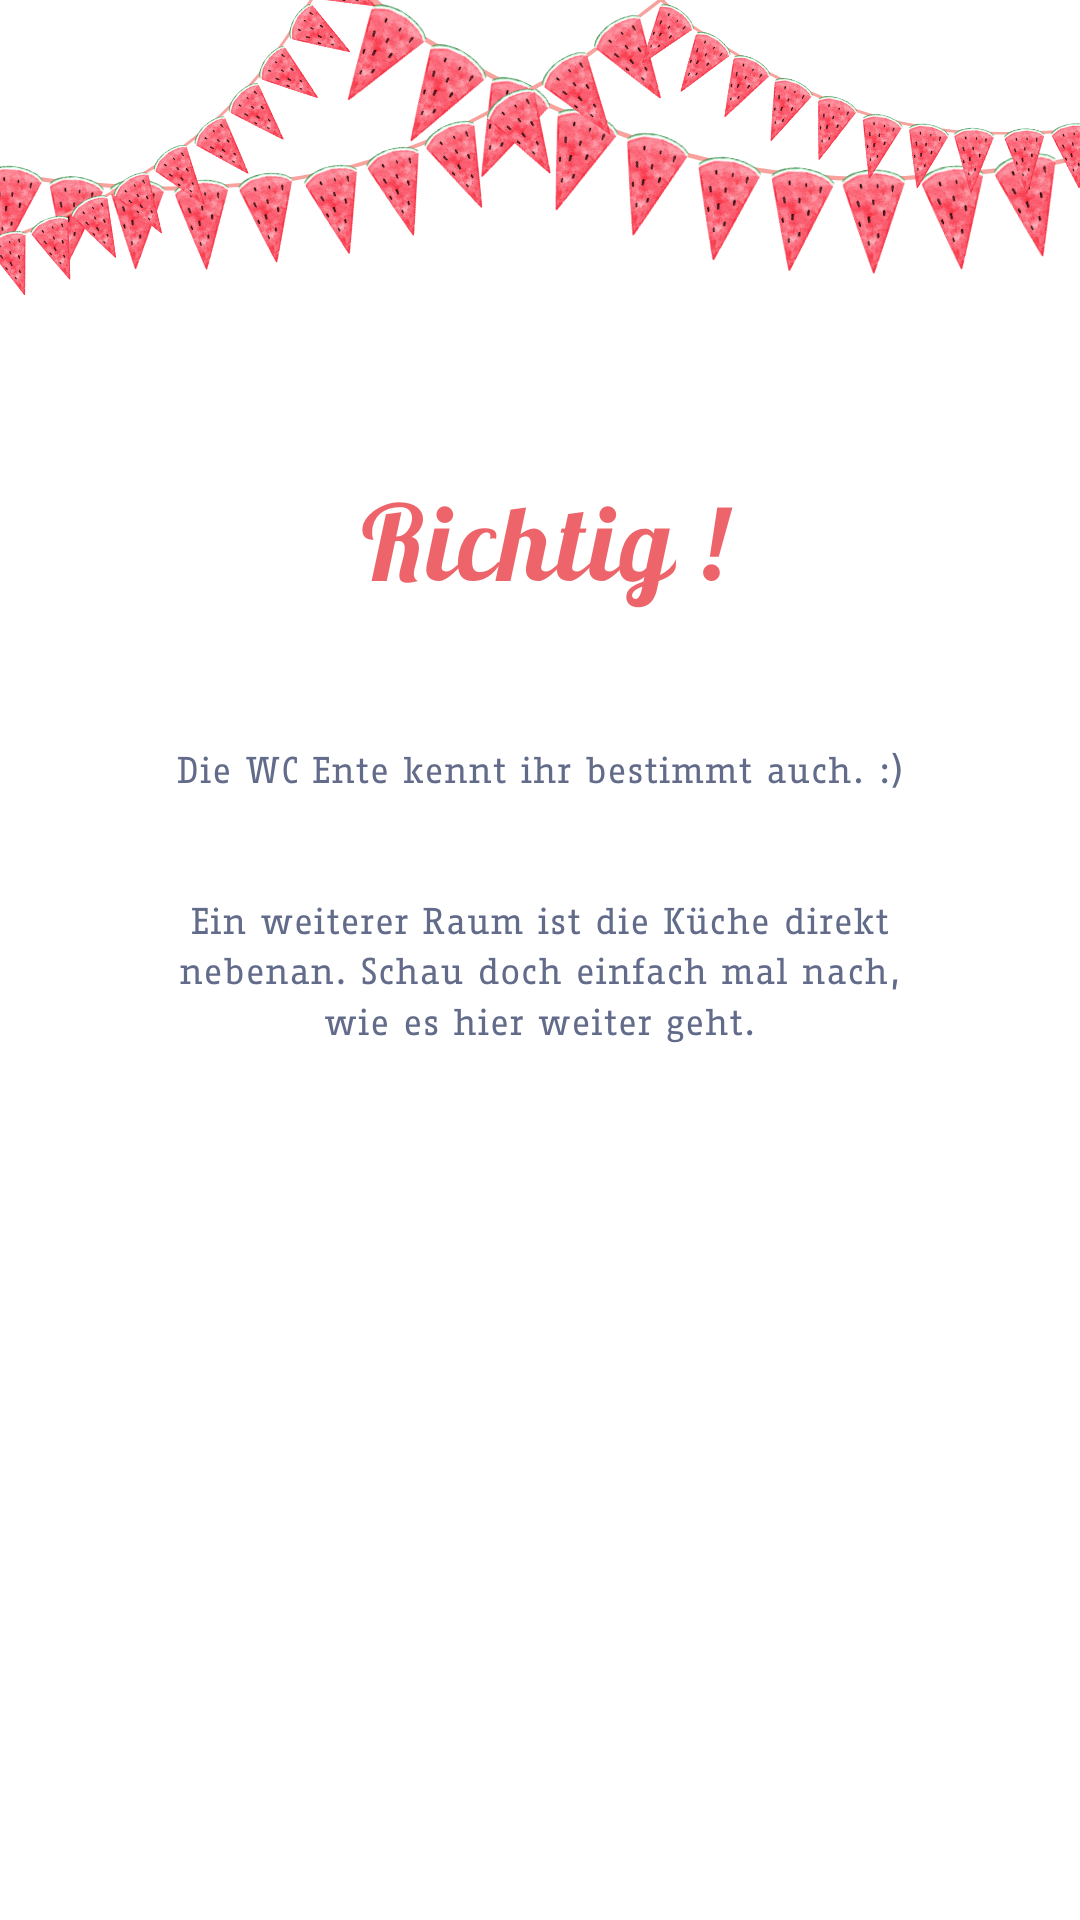 Richtig !
Die WC Ente kennt ihr bestimmt auch. :)
Ein weiterer Raum ist die Küche direkt
nebenan. Schau doch einfach mal nach,
wie es hier weiter geht.